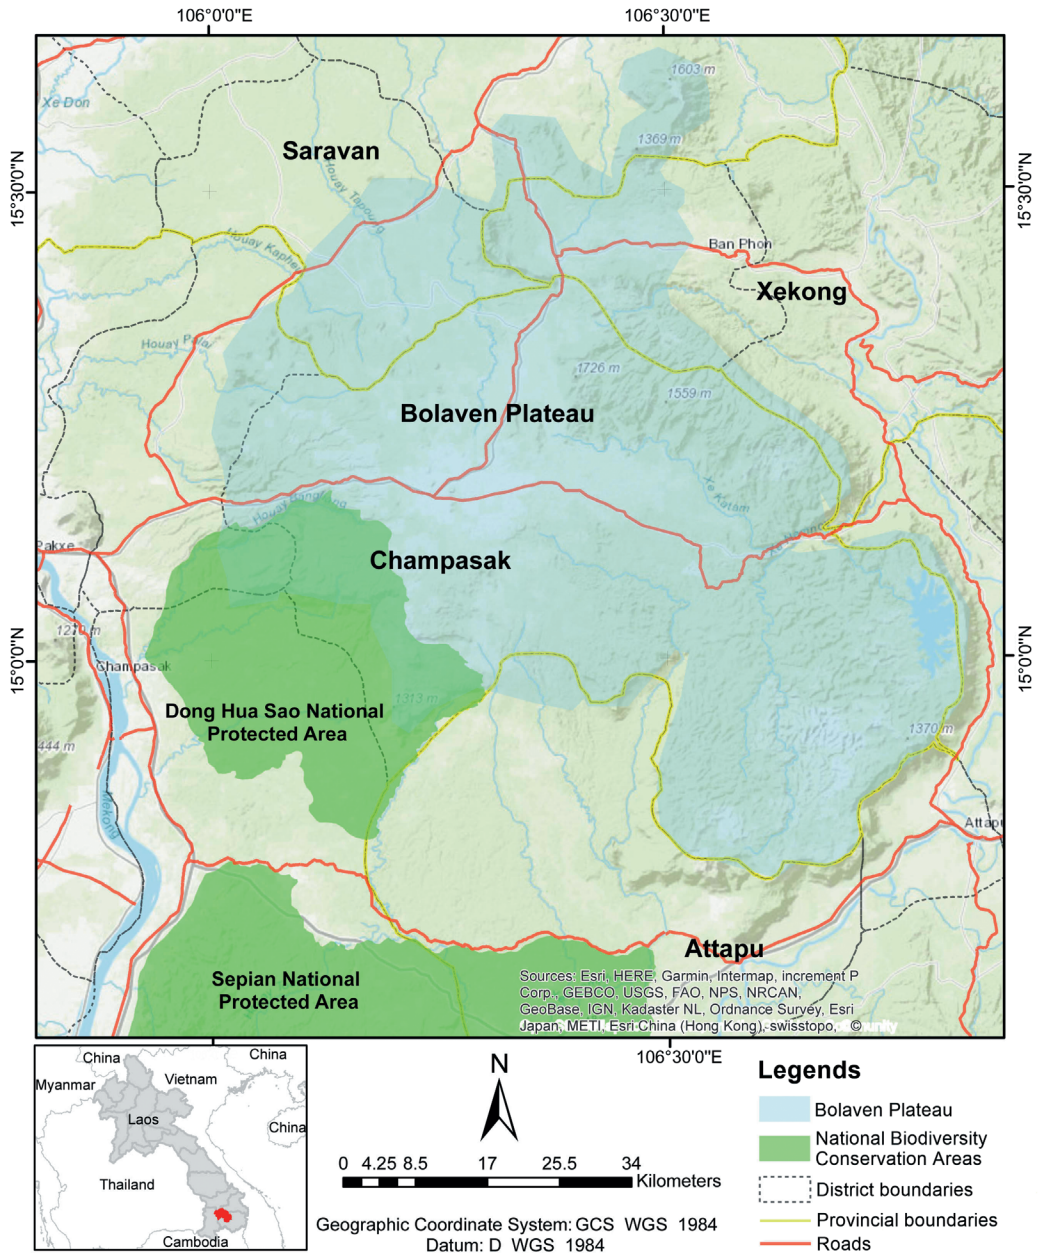 106°0'0"E
106°30'0"E
1603 m
Xe Don
1369 m
Saravan
15°30'0"N
15°30'0"N
Houay Tapoung
Houay Kaphe
Ban Phon
Xekong
Houay Palai
1726 m
1559 m
Bolaven Plateau
Xe Katam
Houay
Pakxe
Champasak
1270 m
15°0'0"N
15°0'0"N
Champasak
1313 m
Dong Hua Sao National
Protected Area
1370 m
444 m
Mekong
Attapu
Attapu
Sepian National
Protected Area
Sources: Esri, HERE, Garmin, Intermap, increment P
Corp., GEBCO, USGS, FAO, NPS, NRCAN,
GeoBase, IGN, Kadaster NL, Ordnance Survey, Esri
Japan, METI, Esri China (Hong Kong), swisstopo, ©
106°30'0"E
China
China
Myanmar
Vietnam
Laos
China
Thailand
Cambodia
N
0 4.25 8.5 17 25.5 34
Kilometers
Geographic Coordinate System: GCS WGS 1984
Datum: D WGS 1984
Legends
Bolaven Plateau
National Biodiversity
Conservation Areas
District boundaries
Provincial boundaries
Roads